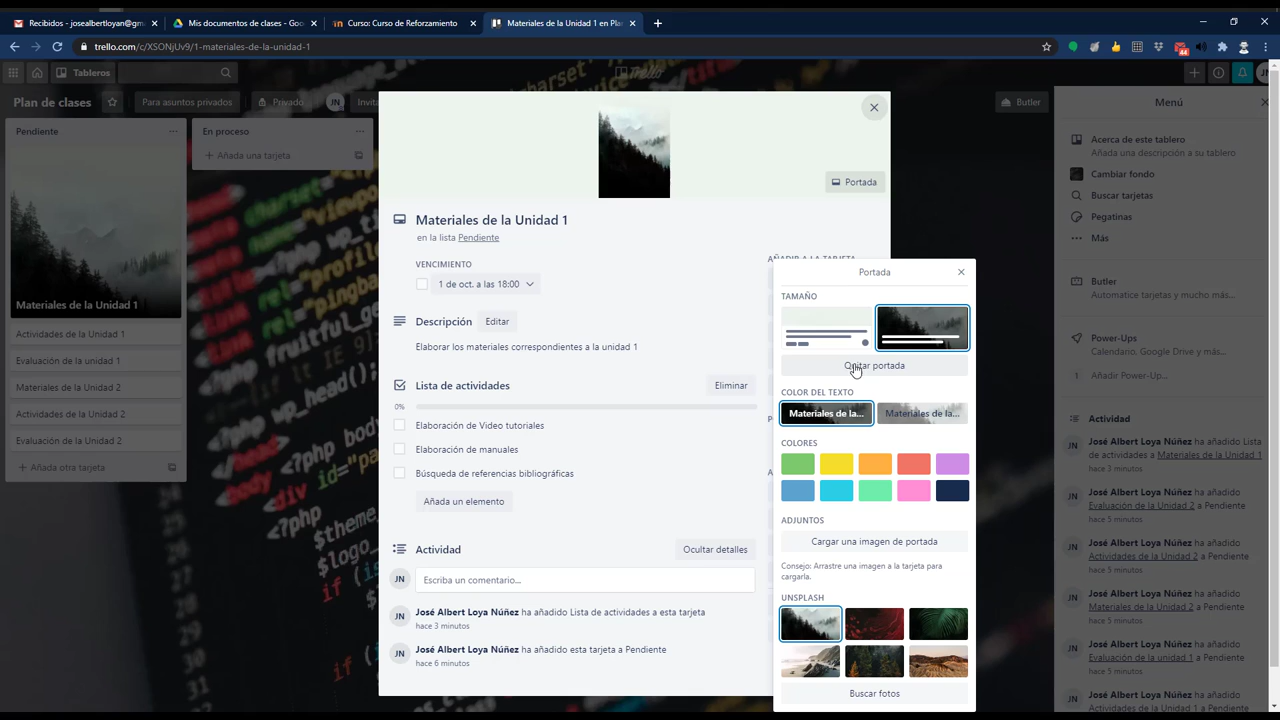 Recibidos - josealbertloyan@gma
Mis documentos de clases - Goo
Curso: Curso de Reforzamiento
Materiales de la Unidad 1 en Pla
trello.com/c/XSONjUv9/1-materiales-de-la-unidad-1
44
Tableros
Trello
JN
Plan de clases
Para asuntos privados
Privado
JN
Invita
Butler
Pendiente
En proceso
Añada una tarjeta
Materiales de la Unidad 1
Actividades de la Unidad 1
Evaluación de la unidad 1
Materiales de la Unidad 2
Actividades de la Unidad 2
Evaluación de la Unidad 2
Añada otra tarjeta
Portada
Materiales de la Unidad 1
en la lista Pendiente
VENCIMIENTO
1 de oct. a las 18:00
Descripción
Editar
Elaborar los materiales correspondientes a la unidad 1
Lista de actividades
Eliminar
0%
Elaboración de Video tutoriales
Elaboración de manuales
Búsqueda de referencias bibliográficas
Añada un elemento
Actividad
Ocultar detalles
JN
Escriba un comentario...
JN
José Albert Loya Núñez ha añadido Lista de actividades a esta tarjeta
hace 3 minutos
JN
José Albert Loya Núñez ha añadido esta tarjeta a Pendiente
hace 6 minutos
AÑADIR A LA TARJETA
Portada
TAMAÑO
Quitar portada
COLOR DEL TEXTO
Materiales de la...
Materiales de la...
COLORES
ADJUNTOS
Cargar una imagen de portada
Consejo: Arrastre una imagen a la tarjeta para
cargarla.
UNSPLASH
Buscar fotos
Menú
Acerca de este tablero
Añada una descripción a su tablero
Cambiar fondo
Buscar tarjetas
Pegatinas
Más
Butler
Automatice tarjetas y mucho más...
Power-Ups
Calendario, Google Drive y más...
1 Añadir Power-Up...
Actividad
José Albert Loya Núñez ha añadido Lista
de actividades a Materiales de la Unidad 1
hace 3 minutos
José Albert Loya Núñez ha añadido
Evaluación de la Unidad 2 a Pendiente
hace 5 minutos
José Albert Loya Núñez ha añadido
Actividades de la Unidad 2 a Pendiente
hace 5 minutos
José Albert Loya Núñez ha añadido
Materiales de la Unidad 2 a Pendiente
hace 5 minutos
José Albert Loya Núñez ha añadido
Evaluación de la unidad 1 a Pendiente
hace 5 minutos
José Albert Loya Núñez ha añadido
Actividades de la Unidad 1 a Pendiente